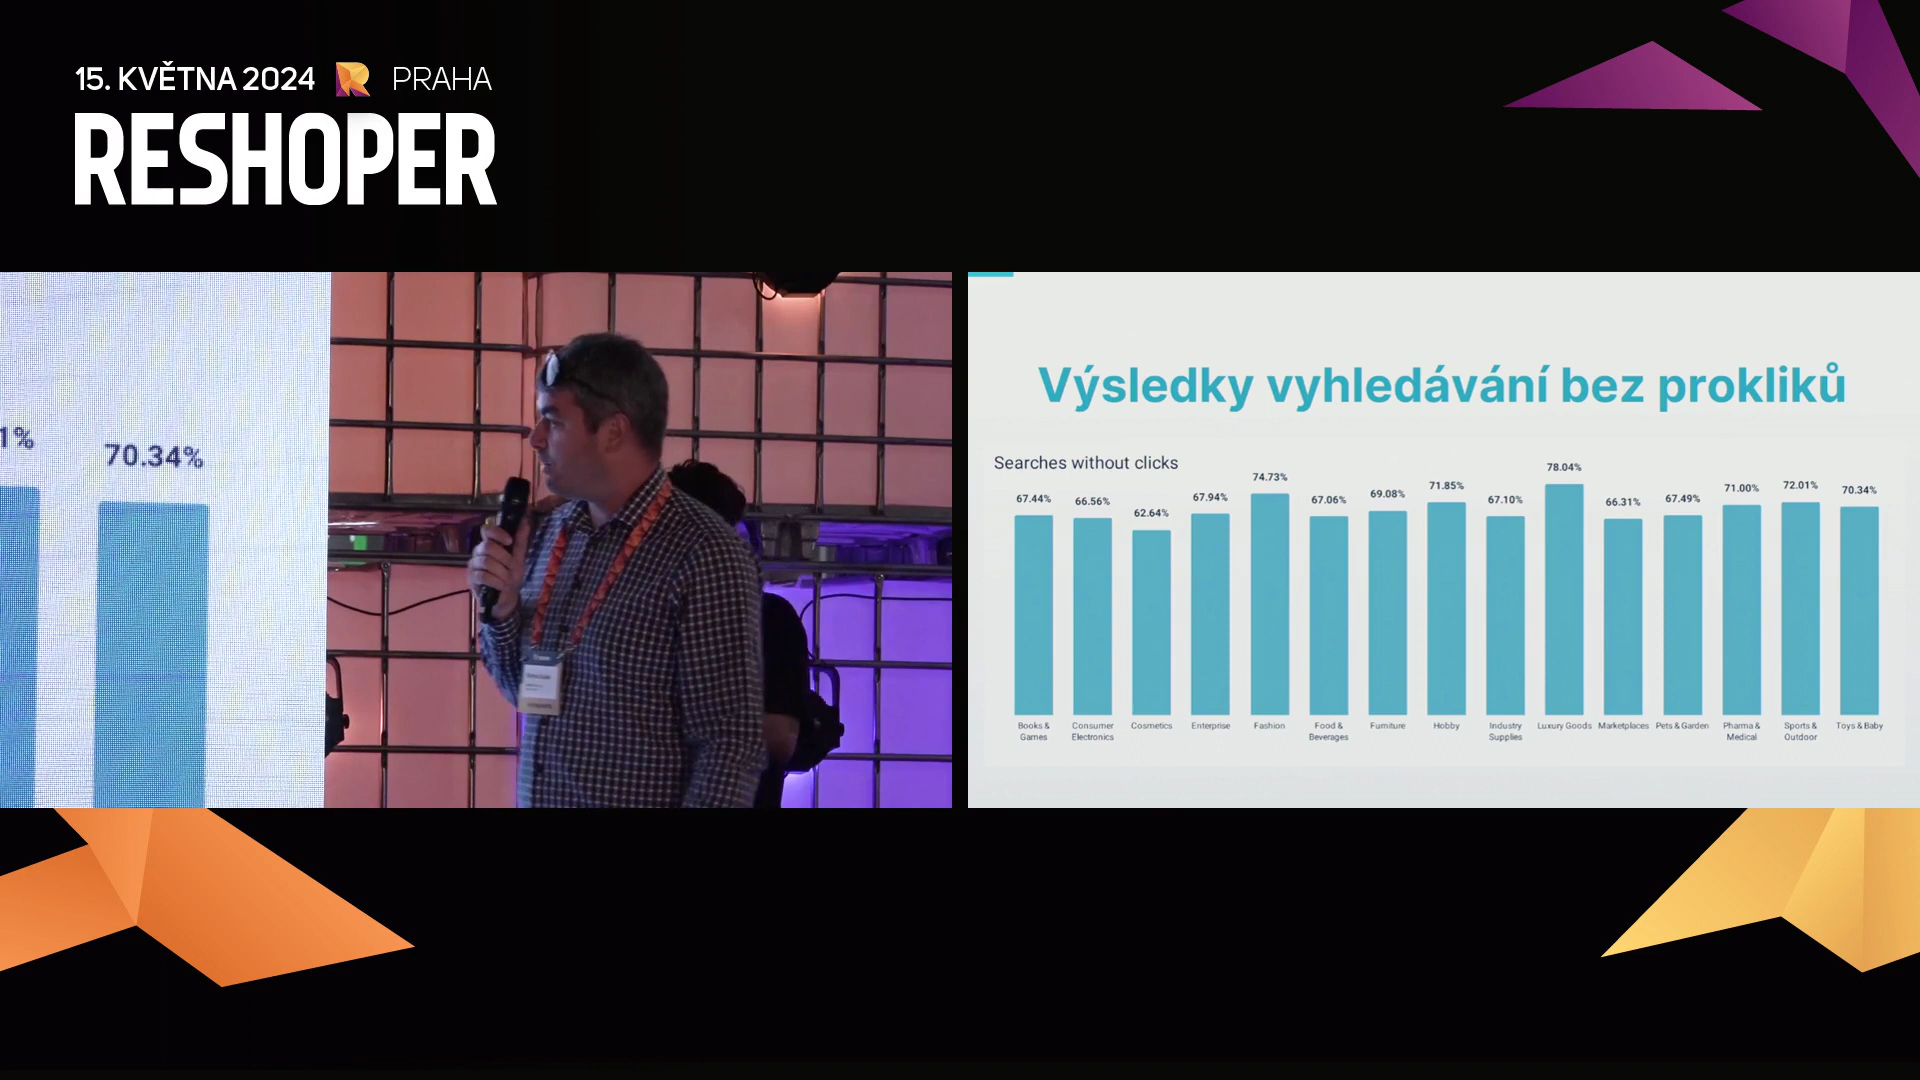 15. KVĚTNA 2024 PRAHA
RESHOPER
1%
70.34%
Výsledky vyhledávání bez prokliků
Searches without clicks
67.44%
66.56%
62.64%
67.94%
74.73%
67.06%
69.08%
71.85%
67.10%
78.04%
66.31%
67.49%
71.00%
72.01%
70.34%
Books &
Games
Consumer
Electronics
Cosmetics
Enterprise
Fashion
Food &
Beverages
Furniture
Hobby
Industry
Supplies
Luxury Goods
Marketplaces
Pets & Garden
Pharma &
Medical
Sports &
Outdoor
Toys & Baby